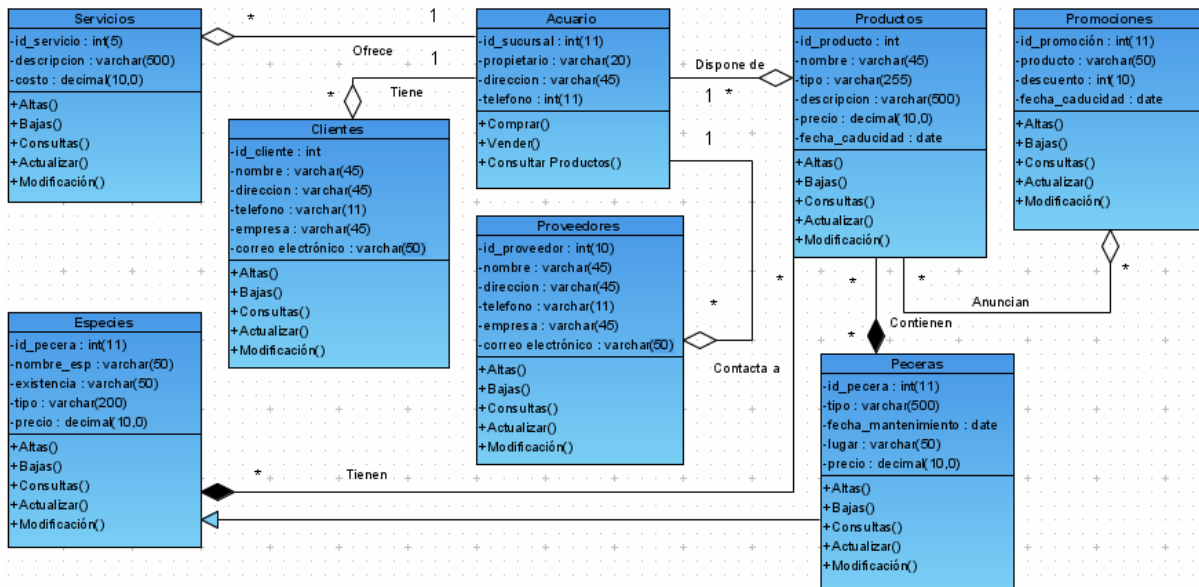 Servicios
-id_servicio : int(5)
-descripcion : varchar(500)
-costo : decimal(10,0)
+Altas()
+Bajas()
+Consultas()
+Actualizar()
+Modificación()
*
1
Ofrece
1
Tiene
*
Acuario
-id_sucursal : int(11)
-propietario : varchar(20)
-direccion : varchar(45)
-telefono : int(11)
+Comprar()
+Vender()
+Consultar Productos()
Dispone de
1
*
1
Productos
-id_producto : int
-nombre : varchar(45)
-tipo : varchar(255)
-descripcion : varchar(500)
-precio : decimal(10,0)
-fecha_caducidad : date
+Altas()
+Bajas()
+Consultas()
+Actualizar()
+Modificación()
Promociones
-id_promoción : int(11)
-producto : varchar(50)
-descuento : int(10)
-fecha_caducidad : date
+Altas()
+Bajas()
+Consultas()
+Actualizar()
+Modificación()
Clientes
-id_cliente : int
-nombre : varchar(45)
-direccion : varchar(45)
-telefono : varchar(11)
-empresa : varchar(45)
-correo electrónico : varchar(50)
+Altas()
+Bajas()
+Consultas()
+Actualizar()
+Modificación()
Proveedores
-id_proveedor : int(10)
-nombre : varchar(45)
-direccion : varchar(45)
-telefono : varchar(11)
-empresa : varchar(45)
-correo electrónico : varchar(50)
+Altas()
+Bajas()
+Consultas()
+Actualizar()
+Modificación()
*
*
Contacta a
*
*
*
Anuncian
*
Contienen
Especies
-id_pecera : int(11)
-nombre_esp : varchar(50)
-existencia : varchar(50)
-tipo : varchar(200)
-precio : decimal(10,0)
+Altas()
+Bajas()
+Consultas()
+Actualizar()
+Modificación()
*
Tienen
Peceras
-id_pecera : int(11)
-tipo : varchar(500)
-fecha_mantenimiento : date
-lugar : varchar(50)
-precio : decimal(10,0)
+Altas()
+Bajas()
+Consultas()
+Actualizar()
+Modificación()